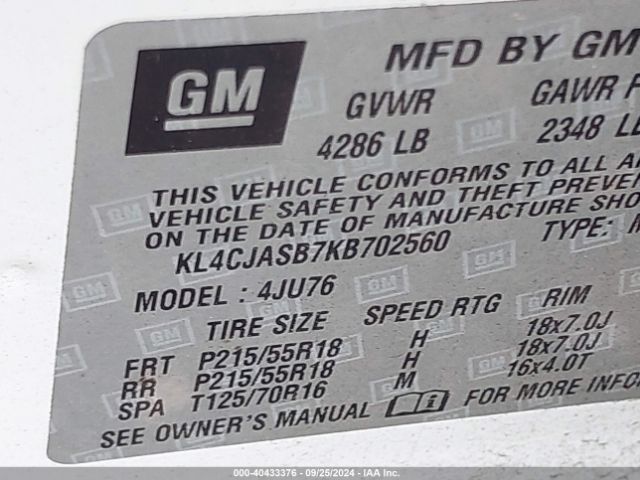 GM
MFD BY GM
GVWR GAWR F
4286 LB 2348 LB
THIS VEHICLE CONFORMS TO ALL A
VEHICLE SAFETY AND THEFT PREVEN
ON THE DATE OF MANUFACTURE SHO
KL4CJASB7KB702560 TYPE: M
MODEL : 4JU76
TIRE SIZE SPEED RTG RIM
FRT P215/55R18 H 18x7.0J
RR P215/55R18 H 18x7.0J
SPA T125/70R16 M 16x4.0T
SEE OWNER'S MANUAL FOR MORE INFO
000-40433376 - 09/25/2024 - IAA Inc.